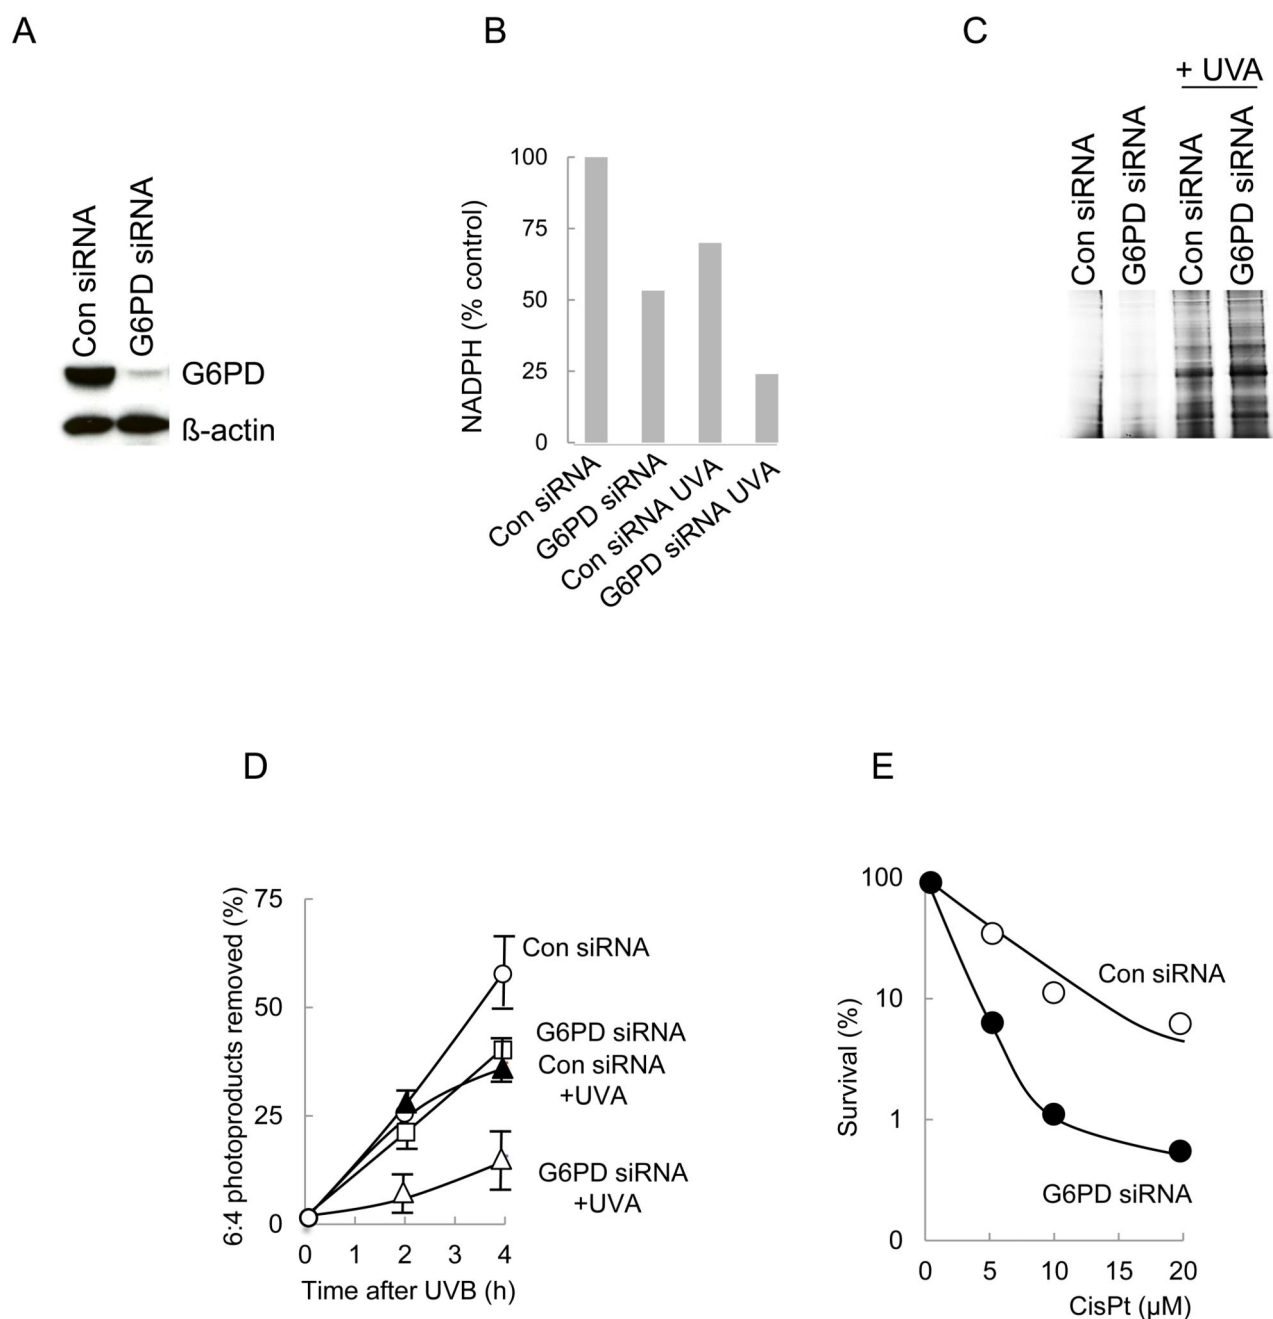 A
Con siRNA
G6PD siRNA
G6PD
ß-actin
B
NADPH (% control)
100
75
50
25
0
Con siRNA
G6PD siRNA
Con siRNA UVA
G6PD siRNA UVA
C
+ UVA
Con siRNA
G6PD siRNA
Con siRNA
G6PD siRNA
D
6:4 photoproducts removed (%)
75
50
25
0
0 1 2 3 4
Time after UVB (h)
Con siRNA
G6PD siRNA
Con siRNA
+UVA
G6PD siRNA
+UVA
E
Survival (%)
100
10
1
0
0 5 10 15 20
CisPt (µM)
Con siRNA
G6PD siRNA